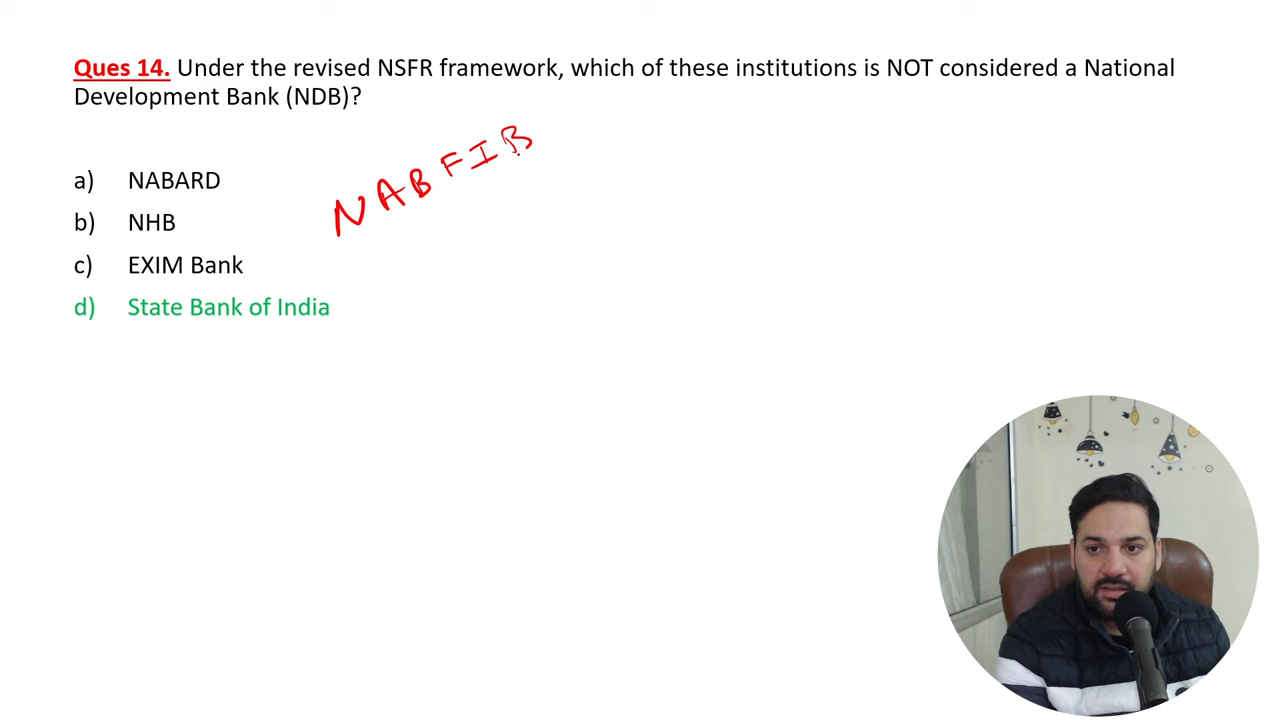 Ques 14. Under the revised NSFR framework, which of these institutions is NOT considered a National
Development Bank (NDB)?
NABFIB
a) NABARD
b) NHB
c) EXIM Bank
d) State Bank of India